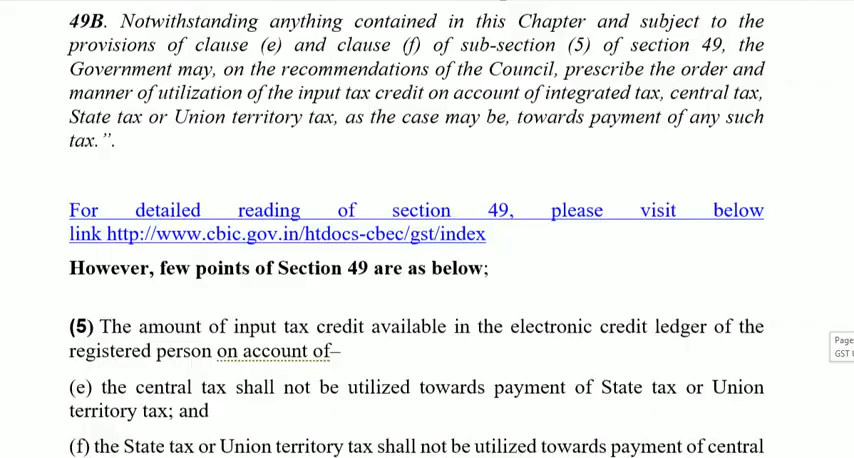 49B. Notwithstanding anything contained in this Chapter and subject to the
provisions of clause (e) and clause (f) of sub-section (5) of section 49, the
Government may, on the recommendations of the Council, prescribe the order and
manner of utilization of the input tax credit on account of integrated tax, central tax,
State tax or Union territory tax, as the case may be, towards payment of any such
tax.”.
For detailed reading of section 49, please visit below
link http://www.cbic.gov.in/htdocs-cbec/gst/index
However, few points of Section 49 are as below;
(5) The amount of input tax credit available in the electronic credit ledger of the
registered person on account of–
(e) the central tax shall not be utilized towards payment of State tax or Union
territory tax; and
(f) the State tax or Union territory tax shall not be utilized towards payment of central
Page
GST